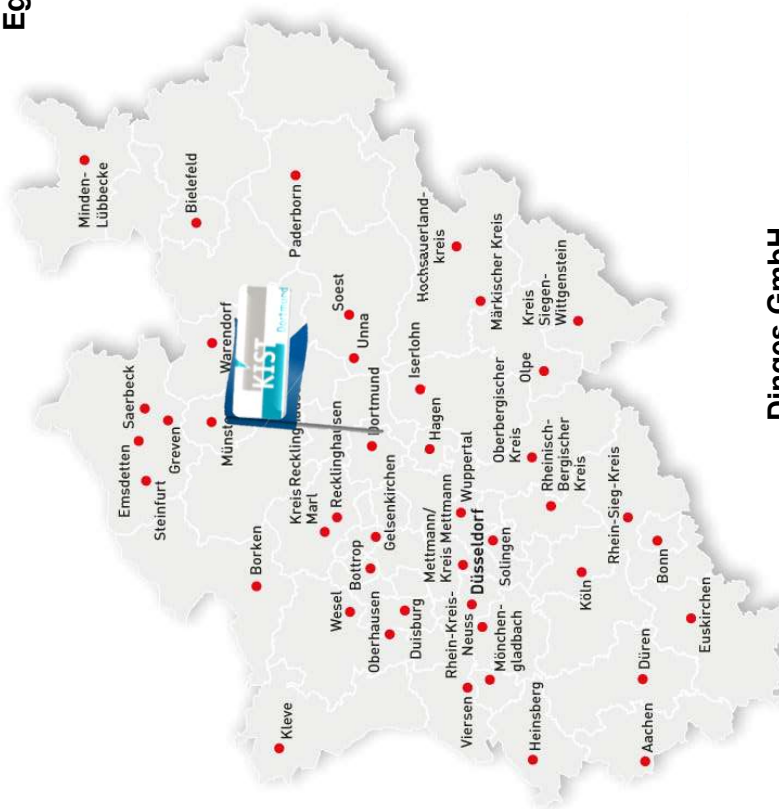 Eg
Minden-
Lübbecke
Emsdetten
Saerbeck
Steinfurt
Greven
Bielefeld
Münst
Warendorf
Borken
KIST
Dortmund
Kleve
Paderborn
Kreis Recklinghause
Marl
Recklinghausen
Soest
Wesel
Bottrop
Unna
Oberhausen
Gelsenkirchen
Dortmund
Duisburg
Iserlohn
Hochsauerland-
kreis
Mettmann/
Kreis Mettmann
Hagen
Rhein-Kreis-
Neuss
Düsseldorf
Wuppertal
Viersen
Mönchen-
gladbach
Solingen
Märkischer Kreis
Oberbergischer
Kreis
Olpe
Kreis
Siegen-
Wittgenstein
Heinsberg
Rheinisch-
Bergischer
Kreis
Köln
Rhein-Sieg-Kreis
Aachen
Düren
Bonn
Euskirchen
Dinges GmbH